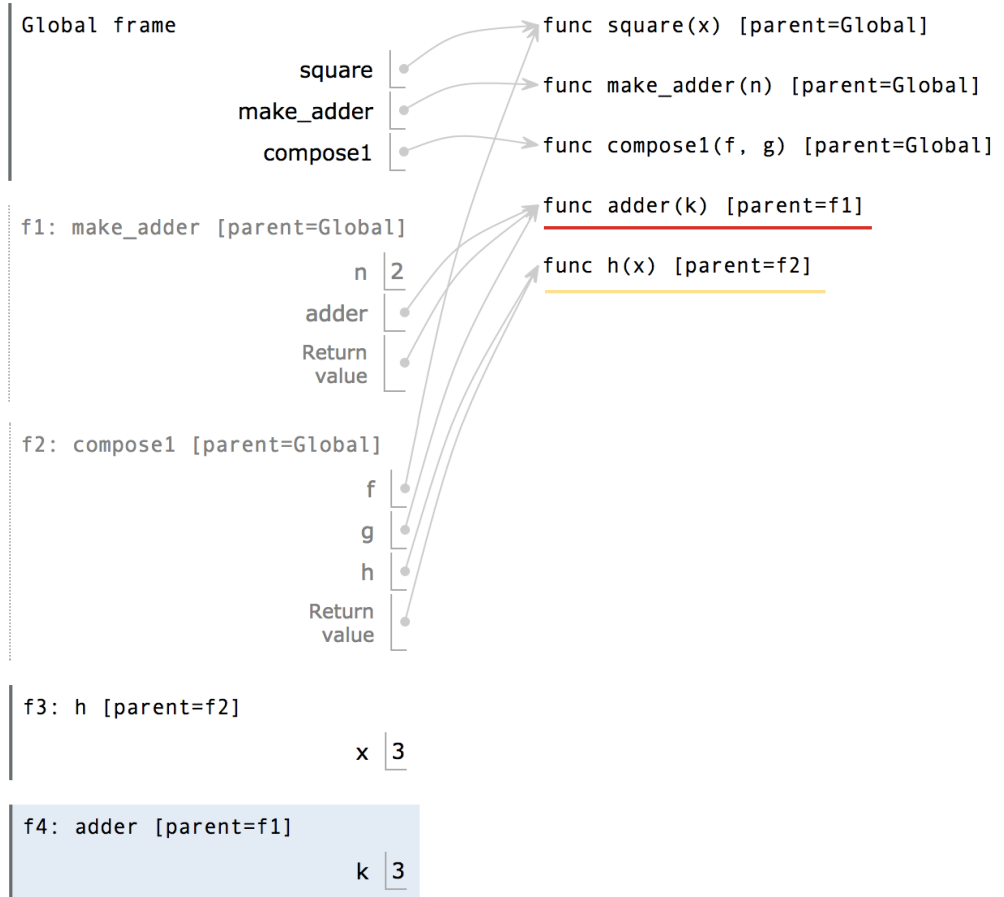 Global frame
square
make_adder
compose1
func square(x) [parent=Global]
func make_adder(n) [parent=Global]
func compose1(f, g) [parent=Global]
func adder(k) [parent=f1]
func h(x) [parent=f2]
f1: make_adder [parent=Global]
n 2
adder
Return
value
f2: compose1 [parent=Global]
f
g
h
Return
value
f3: h [parent=f2]
x 3
f4: adder [parent=f1]
k 3